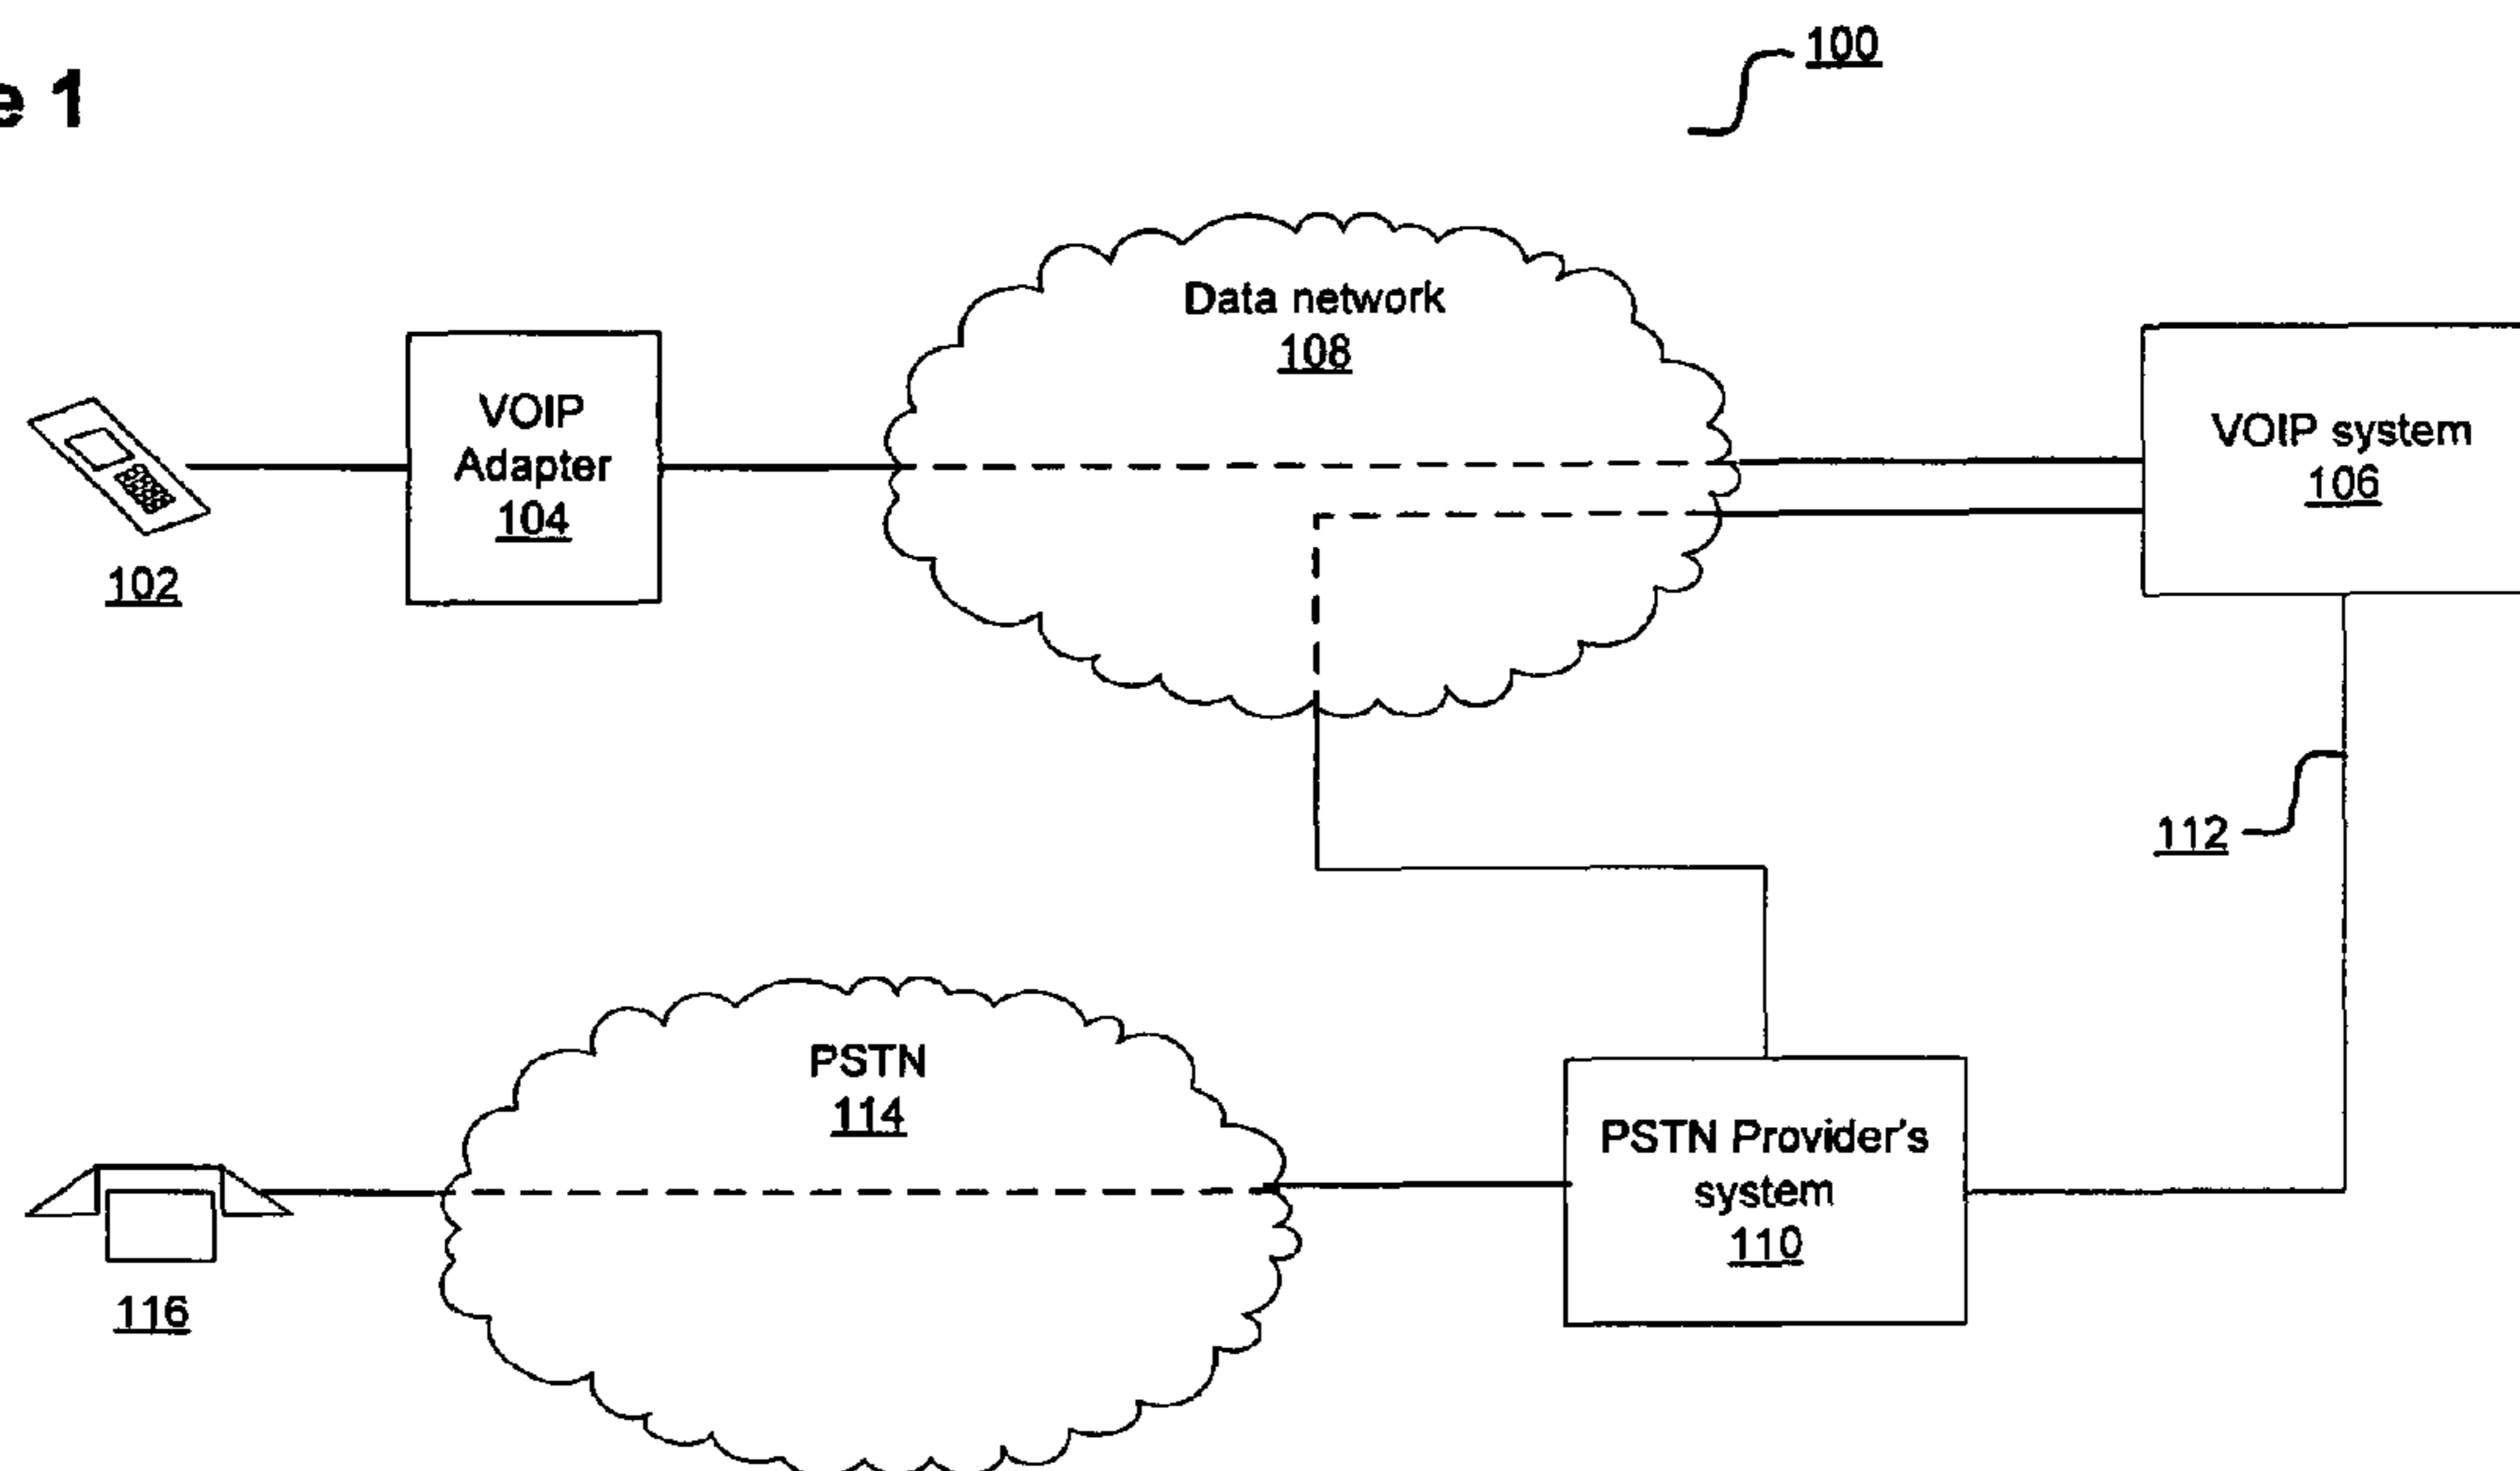 e 1
100
Data network
108
VOIP
Adapter
104
VOIP system
106
102
112
PSTN
114
PSTN Provider's
system
110
116